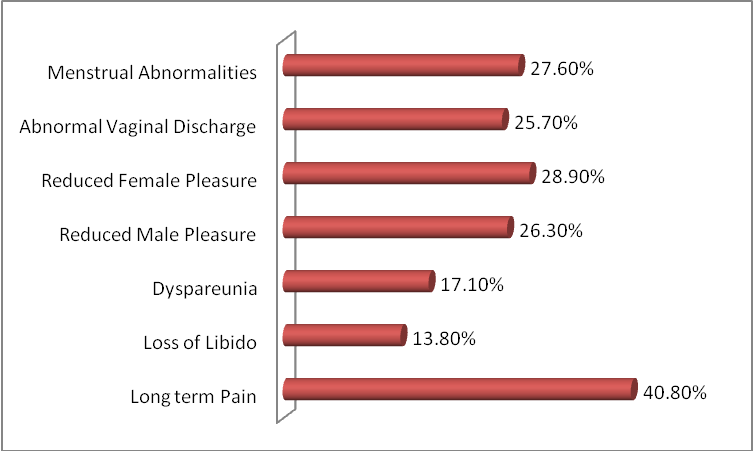 Menstrual Abnormalities 27.60%
Abnormal Vaginal Discharge 25.70%
Reduced Female Pleasure 28.90%
Reduced Male Pleasure 26.30%
Dyspareunia 17.10%
Loss of Libido 13.80%
Long term Pain 40.80%